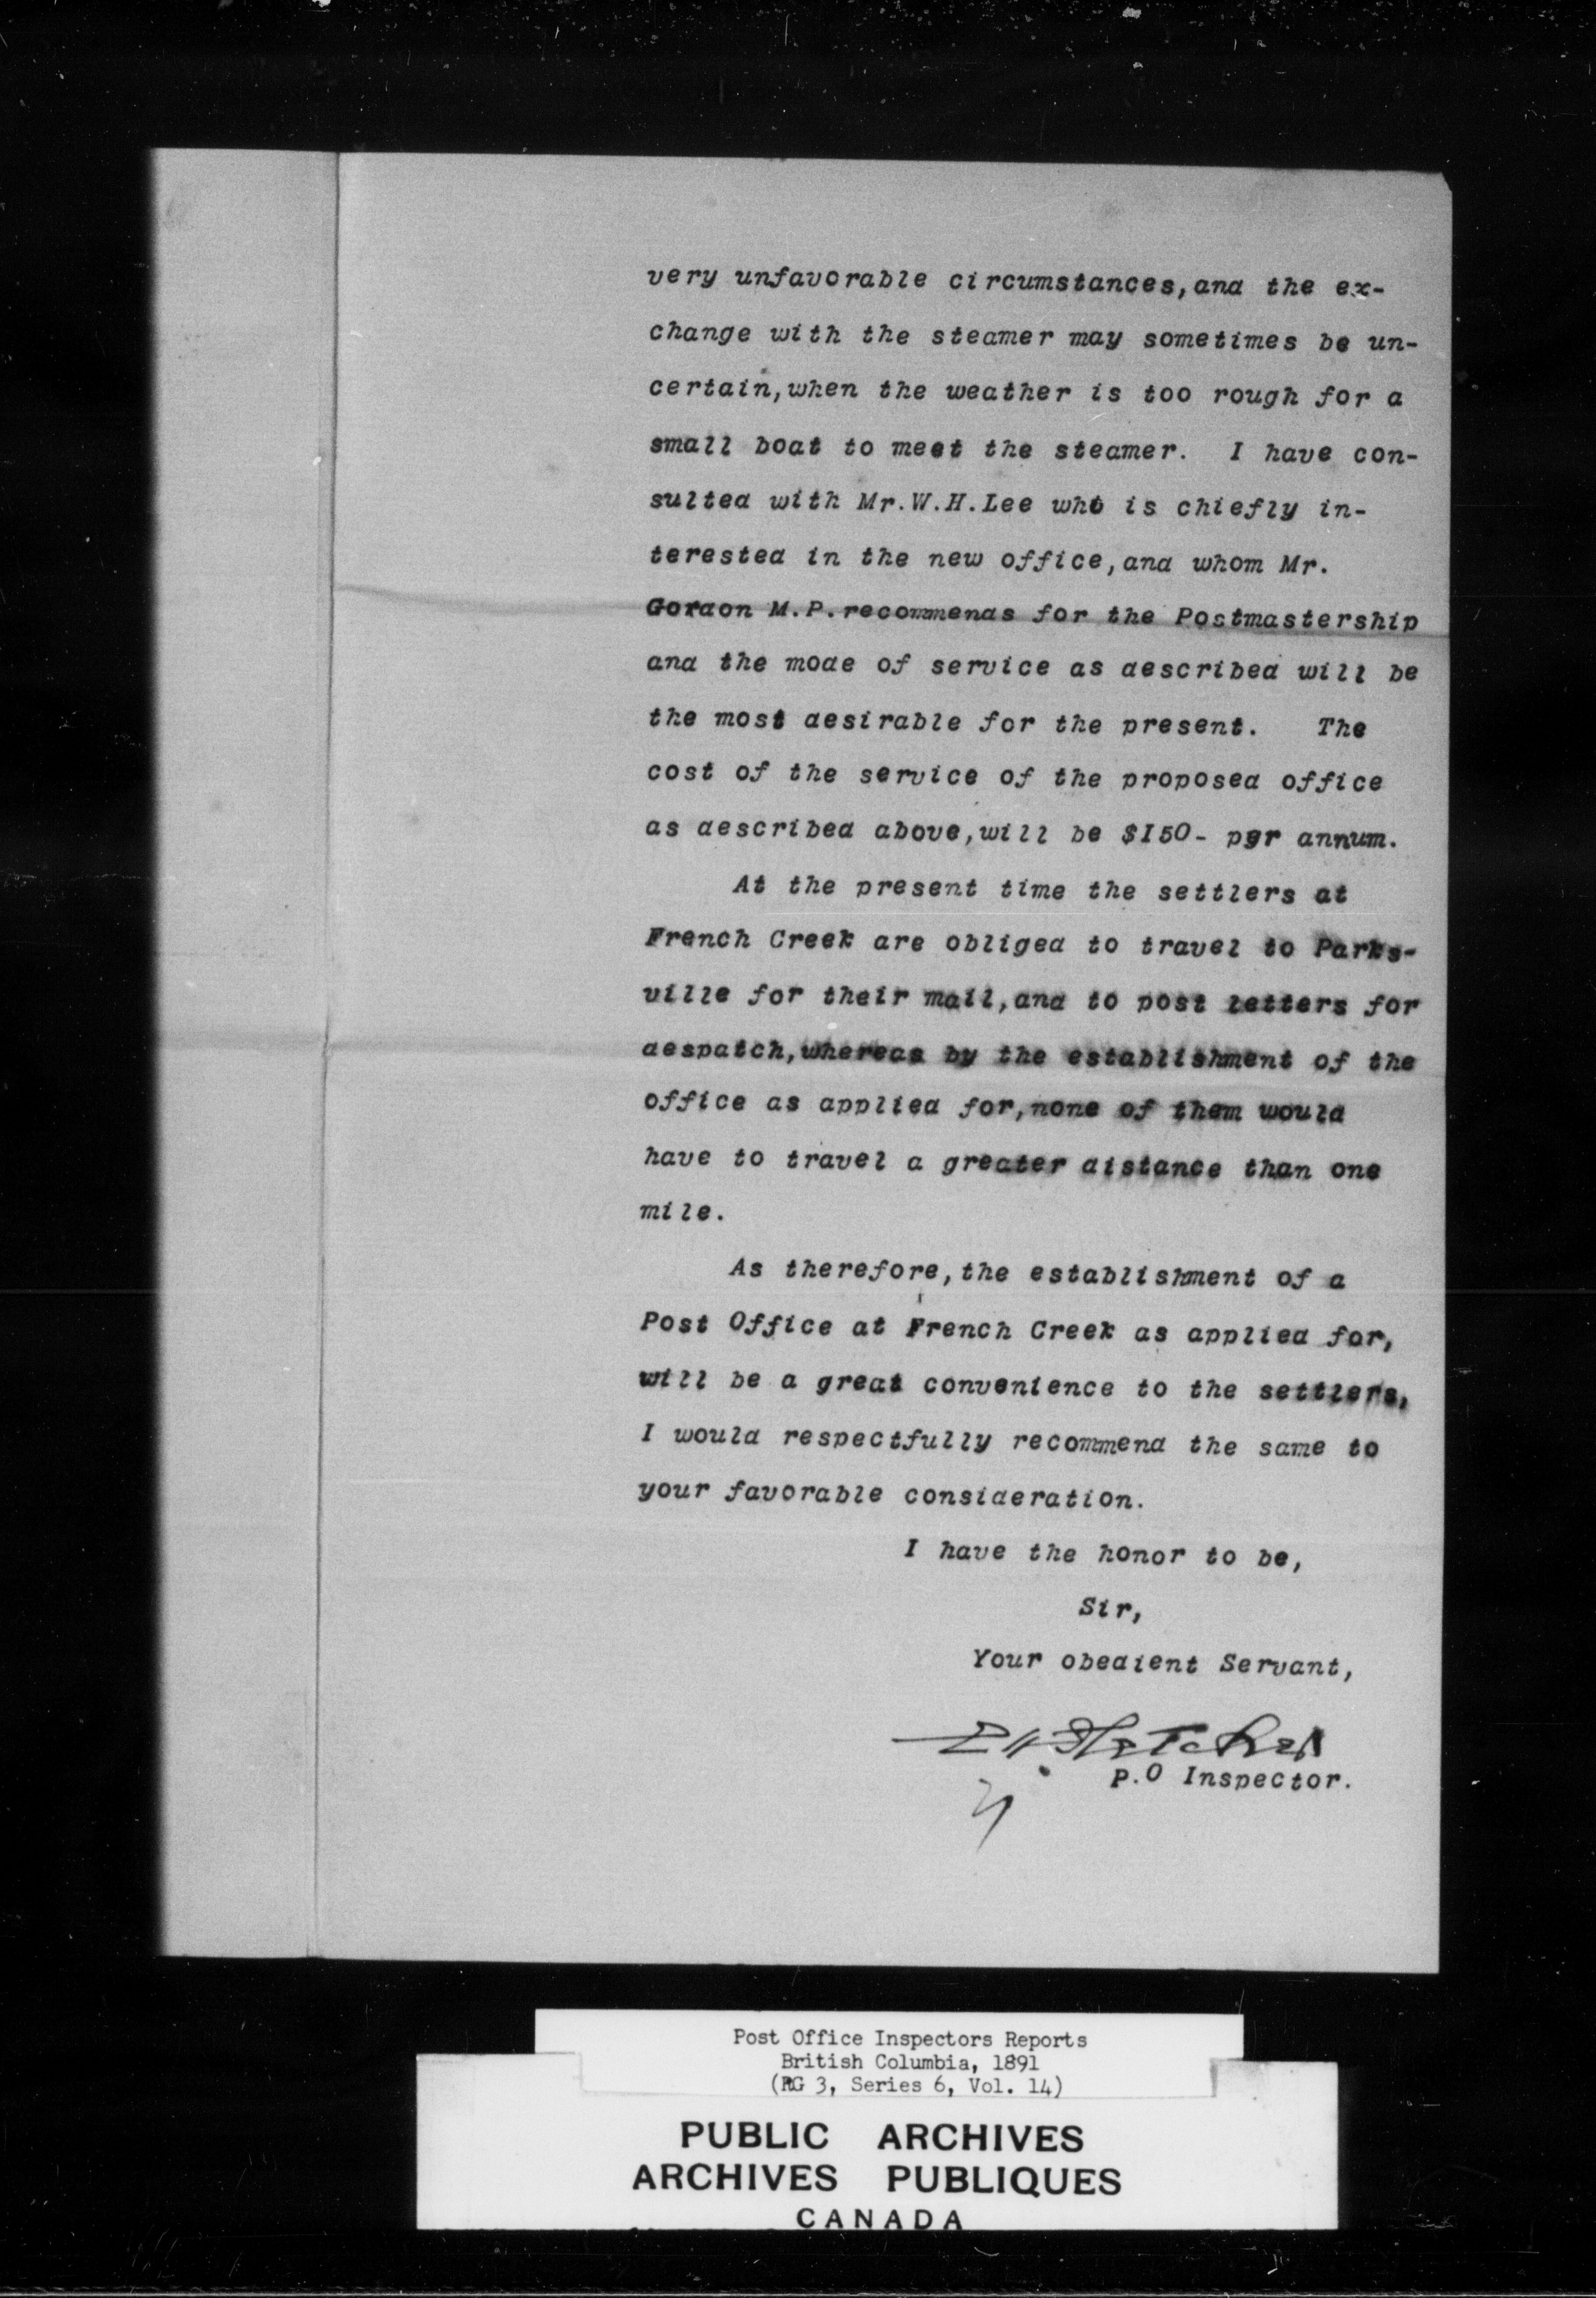 very unfavorable circumstances,and the ex-
change with the steamer may sometimes be un-
certain,when the weather is too rough for a
small boat to meet the steamer. I have con-
sulted with Mr.W.H.Lee who is chiefly in-
terested in the new office,and whom Mr.
Gordon M.P.recommends for the Postmastership
and the mode of service as described will be
the most desirable for the present. The
cost of the service of the proposed office
as described above,will be $I50- per annum.
At the present time the settlers at
French Creek are obliged to travel to Parks-
ville for their mail,and to post letters for
despatch,whereas by the establishment of the
office as applied for,none of them would
have to travel a greater distance than one
mile.
As therefore,the establishment of a
Post Office at French Creek as applied for,
will be a great convenience to the settlers,
I would respectfully recommend the same to
your favorable consideration.
I have the honor to be,
Sir,
Your obedient Servant,
Fletcher
P.O Inspector.
Post Office Inspectors Reports
British Columbia, 1891
(RG 3, Series 6, Vol. 14)
PUBLIC ARCHIVES
ARCHIVES PUBLIQUES
CANADA